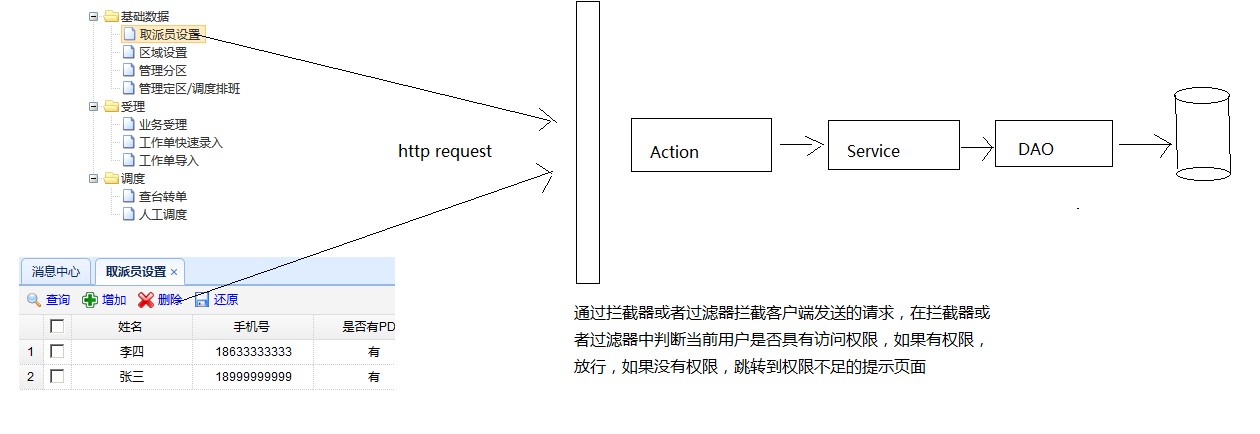 基础数据
取派员设置
区域设置
管理分区
管理定区/调度排班
受理
业务受理
工作单快速录入
工作单导入
调度
查台转单
人工调度
http request
Action
Service
DAO
消息中心
取派员设置
查询
增加
删除
还原
姓名
手机号
是否有PD
1
李四
18633333333
有
2
张三
18999999999
有
通过拦截器或者过滤器拦截客户端发送的请求，在拦截器或
者过滤器中判断当前用户是否具有访问权限，如果有权限，
放行，如果没有权限，跳转到权限不足的提示页面